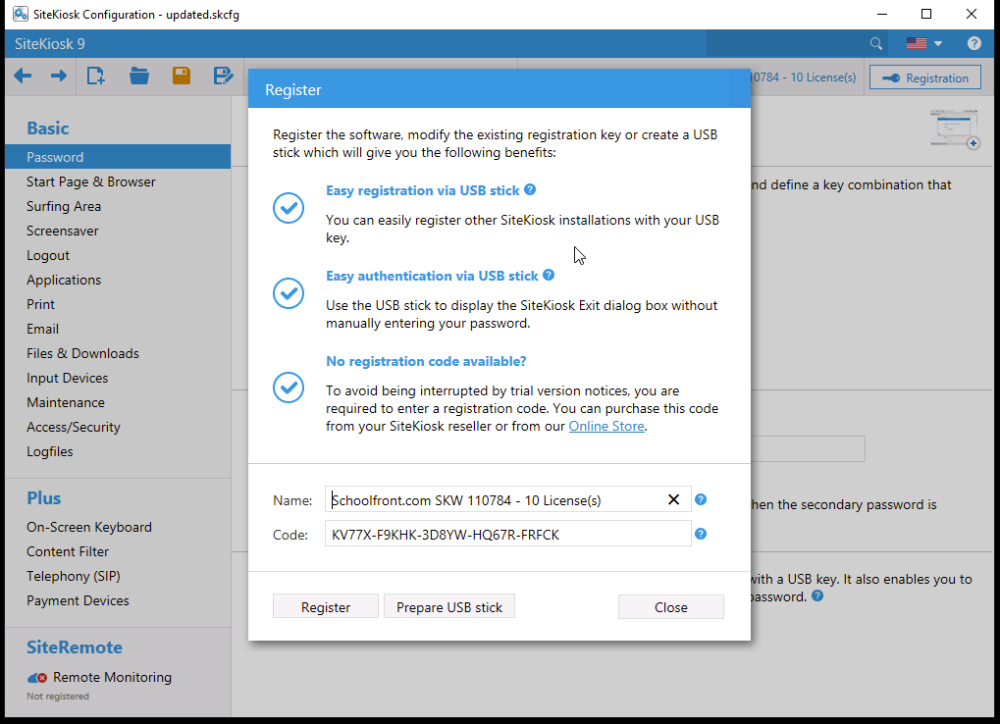 SiteKiosk Configuration - updated.skcfg
SiteKiosk 9
10784 - 10 License(s)
Registration
Basic
Password
Start Page & Browser
Surfing Area
Screensaver
Logout
Applications
Print
Email
Files & Downloads
Input Devices
Maintenance
Access/Security
Logfiles
Plus
On-Screen Keyboard
Content Filter
Telephony (SIP)
Payment Devices
SiteRemote
Remote Monitoring
Not registered
Register
Register the software, modify the existing registration key or create a USB
stick which will give you the following benefits:
Easy registration via USB stick
You can easily register other SiteKiosk installations with your USB
key.
Easy authentication via USB stick
Use the USB stick to display the SiteKiosk Exit dialog box without
manually entering your password.
No registration code available?
To avoid being interrupted by trial version notices, you are
required to enter a registration code. You can purchase this code
from your SiteKiosk reseller or from our Online Store.
Name: Schoolfront.com SKW 110784 - 10 License(s)
Code: KV77X-F9KHK-3D8YW-HQ67R-FRFCK
Register Prepare USB stick Close
nd define a key combination that
hen the secondary password is
with a USB key. It also enables you to
password.